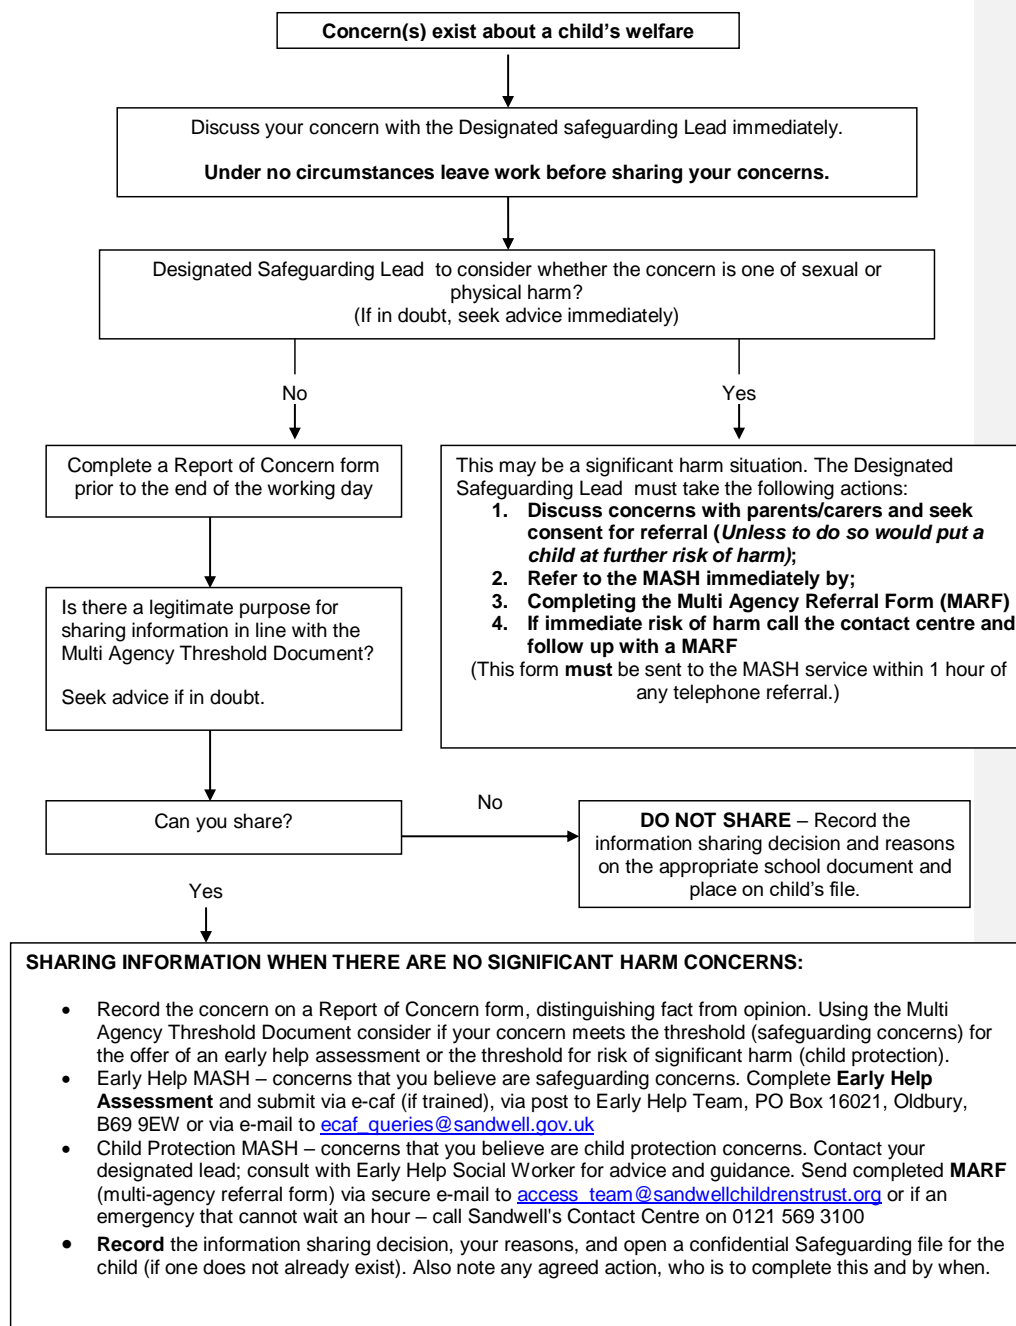 Concern(s) exist about a child's welfare
Discuss your concern with the Designated safeguarding Lead immediately.
Under no circumstances leave work before sharing your concerns.
Designated Safeguarding Lead  to consider whether the concern is one of sexual or
physical harm?
(If in doubt, seek advice immediately)
No
Yes
Complete a Report of Concern form
prior to the end of the working day
This may be a significant harm situation. The Designated
Safeguarding Lead  must take the following actions:
1. Discuss concerns with parents/carers and seek
consent for referral (Unless to do so would put a
child at further risk of harm);
2. Refer to the MASH immediately by;
3. Completing the Multi Agency Referral Form (MARF)
4. If immediate risk of harm call the contact centre and
follow up with a MARF
(This form must be sent to the MASH service within 1 hour of
any telephone referral.)
Is there a legitimate purpose for
sharing information in line with the
Multi Agency Threshold Document?
Seek advice if in doubt.
Can you share?
No
DO NOT SHARE – Record the
information sharing decision and reasons
on the appropriate school document and
place on child's file.
Yes
SHARING INFORMATION WHEN THERE ARE NO SIGNIFICANT HARM CONCERNS:
• Record the concern on a Report of Concern form, distinguishing fact from opinion. Using the Multi
Agency Threshold Document consider if your concern meets the threshold (safeguarding concerns) for
the offer of an early help assessment or the threshold for risk of significant harm (child protection).
• Early Help MASH – concerns that you believe are safeguarding concerns. Complete Early Help
Assessment and submit via e-caf (if trained), via post to Early Help Team, PO Box 16021, Oldbury,
B69 9EW or via e-mail to ecaf_queries@sandwell.gov.uk
• Child Protection MASH – concerns that you believe are child protection concerns. Contact your
designated lead; consult with Early Help Social Worker for advice and guidance. Send completed MARF
(multi-agency referral form) via secure e-mail to access_team@sandwellchildrenstrust.org or if an
emergency that cannot wait an hour – call Sandwell's Contact Centre on 0121 569 3100
• Record the information sharing decision, your reasons, and open a confidential Safeguarding file for the
child (if one does not already exist). Also note any agreed action, who is to complete this and by when.